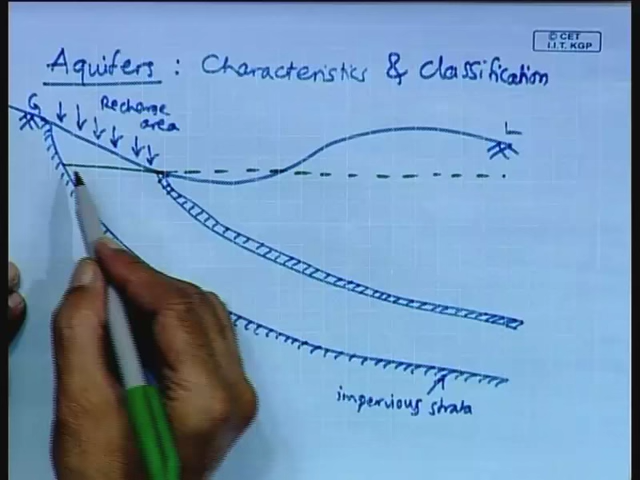 © CET
I.I.T. KGP
Aquifers : Characteristics & Classification
G
Recharge
area
L
impervious strata